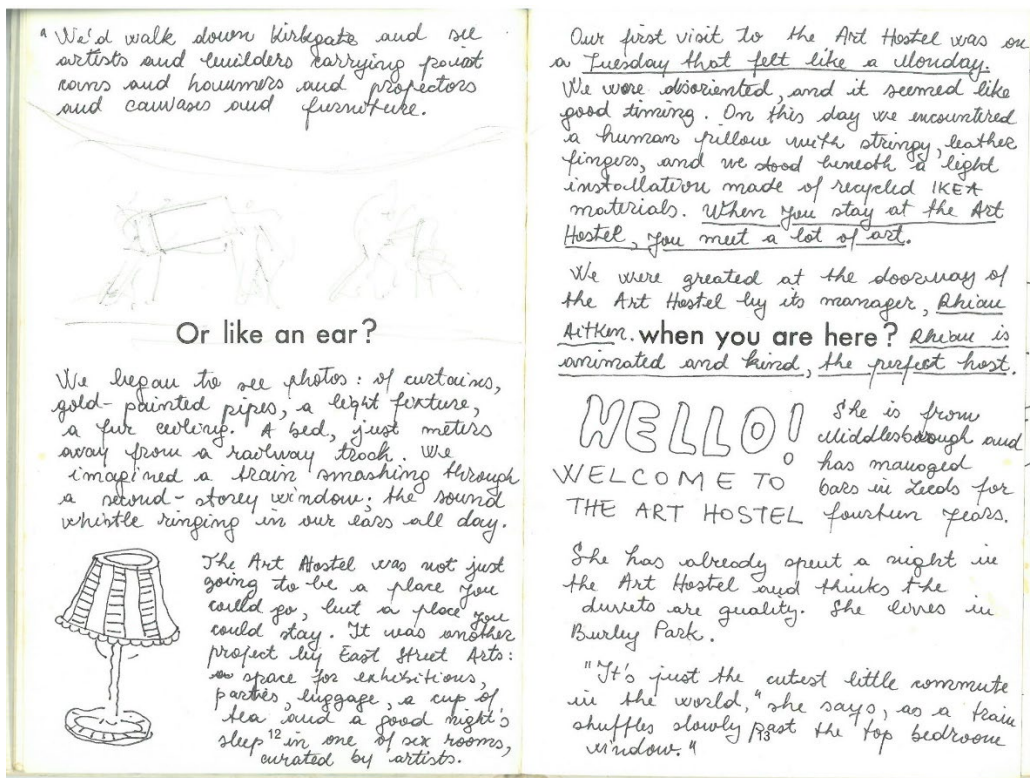 "We'd walk down Kirkgate and see
artists and builders carrying paint
cans and hammers and projectors
and canvases and furniture.
Or like an ear?
We began to see photos: of curtains,
gold-painted pipes, a light fixture,
a fur ceiling. A bed, just meters
away from a railway track. We
imagined a train smashing through
a second-storey window; the sound
whistle ringing in our ears all day.
The Art Hostel was not just
going to be a place you
could go, but a place you
could stay. It was another
project by East Street Arts:
a space for exhibitions,
parties, luggage, a cup of
tea and a good night's
sleep in one of six rooms,
curated by artists.
12
Our first visit to the Art Hostel was on
a Tuesday that felt like a Monday.
We were disoriented, and it seemed like
good timing. On this day we encountered
a human pillow with stringy, leather
fingers, and we stood beneath a light
installation made of recycled IKEA
materials. When you stay at the Art
Hostel, you meet a lot of art.
We were greated at the doorway of
the Art Hostel by its manager, Rhian
Aitken. when you are here? Rhian is
animated and kind, the perfect host.
HELLO!
WELCOME TO
THE ART HOSTEL
She is from
Middlesborough and
has managed
bars in Leeds for
fourteen years.
She has already spent a night in
the Art Hostel and thinks the
duvets are quality. She lives in
Burley Park.
"It's just the cutest little commute
in the world," she says, as a train
shuffles slowly past the top bedroom
window."
13